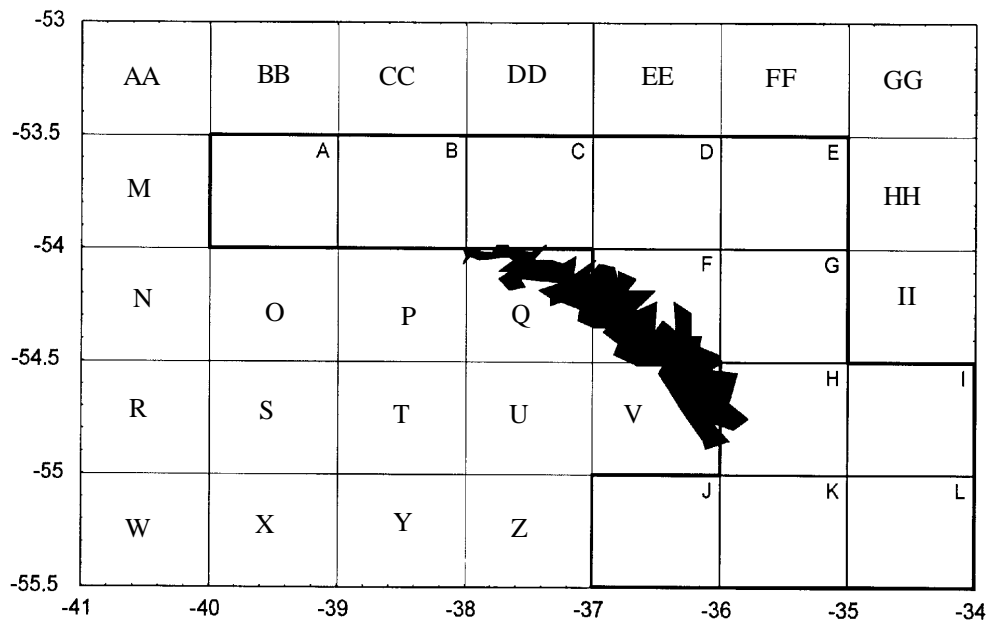 -53
AA BB CC DD EE FF GG
-53.5
A B C D E
M HH
-54
F G
N O P Q II
-54.5
H I
R S T U V
-55
J K L
W X Y Z
-55.5
-41 -40 -39 -38 -37 -36 -35 -34